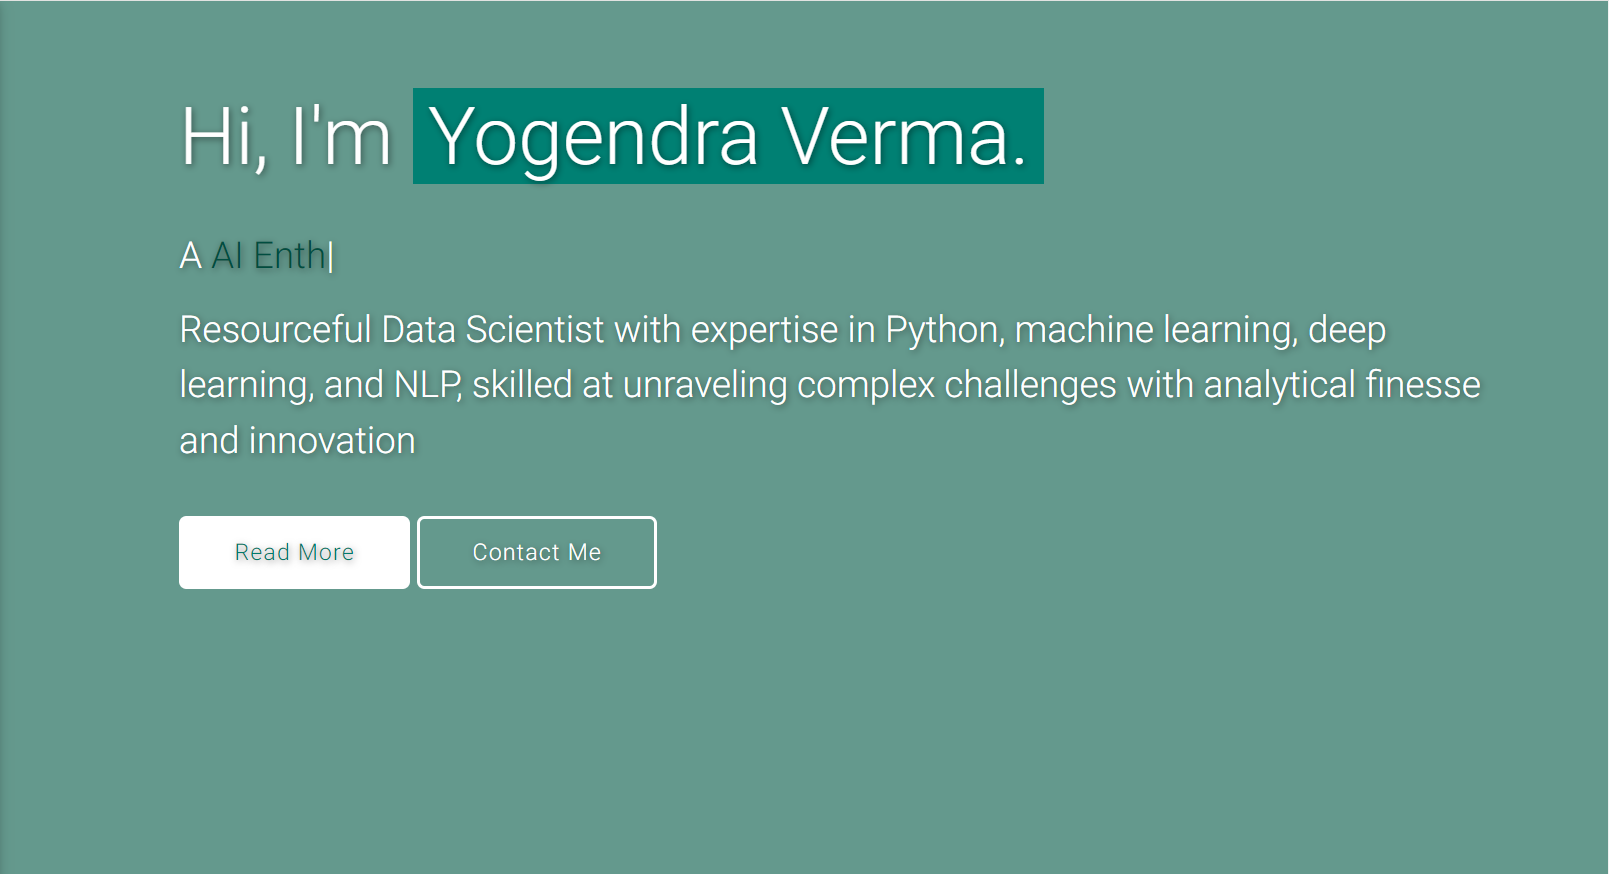 Hi, I'm Yogendra Verma.
A AI Enth|
Resourceful Data Scientist with expertise in Python, machine learning, deep
learning, and NLP, skilled at unraveling complex challenges with analytical finesse
and innovation
Read More Contact Me